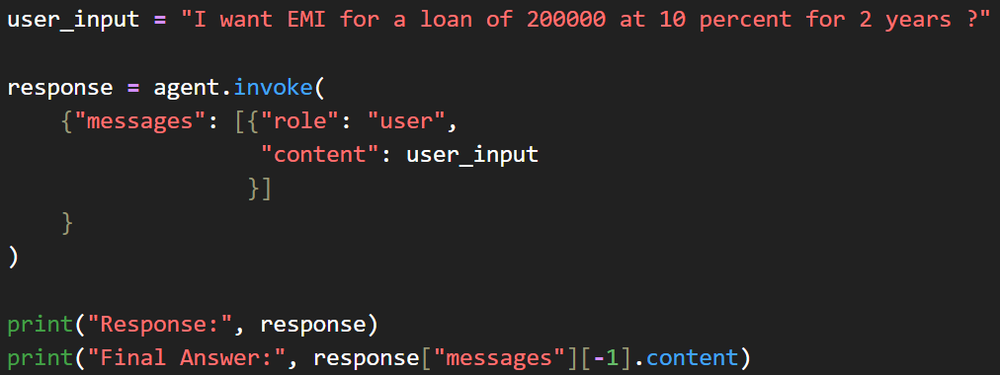 user_input = "I want EMI for a loan of 200000 at 10 percent for 2 years ?"
response = agent.invoke(
    {"messages": [{"role": "user",
                   "content": user_input
                  }]
    }
)
print("Response:", response)
print("Final Answer:", response["messages"][-1].content)